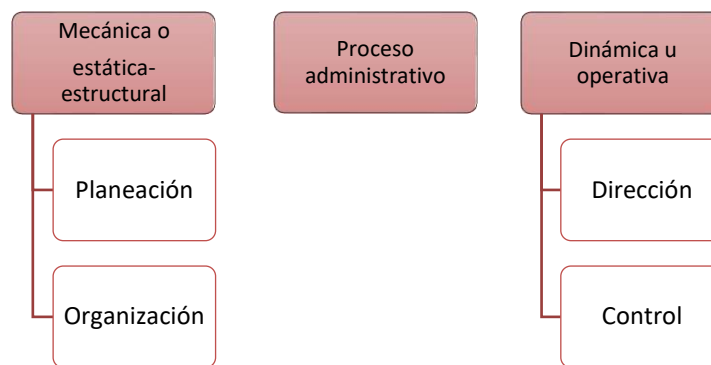 Mecánica o
estática-
estructural
Proceso
administrativo
Dinámica u
operativa
Planeación
Organización
Dirección
Control